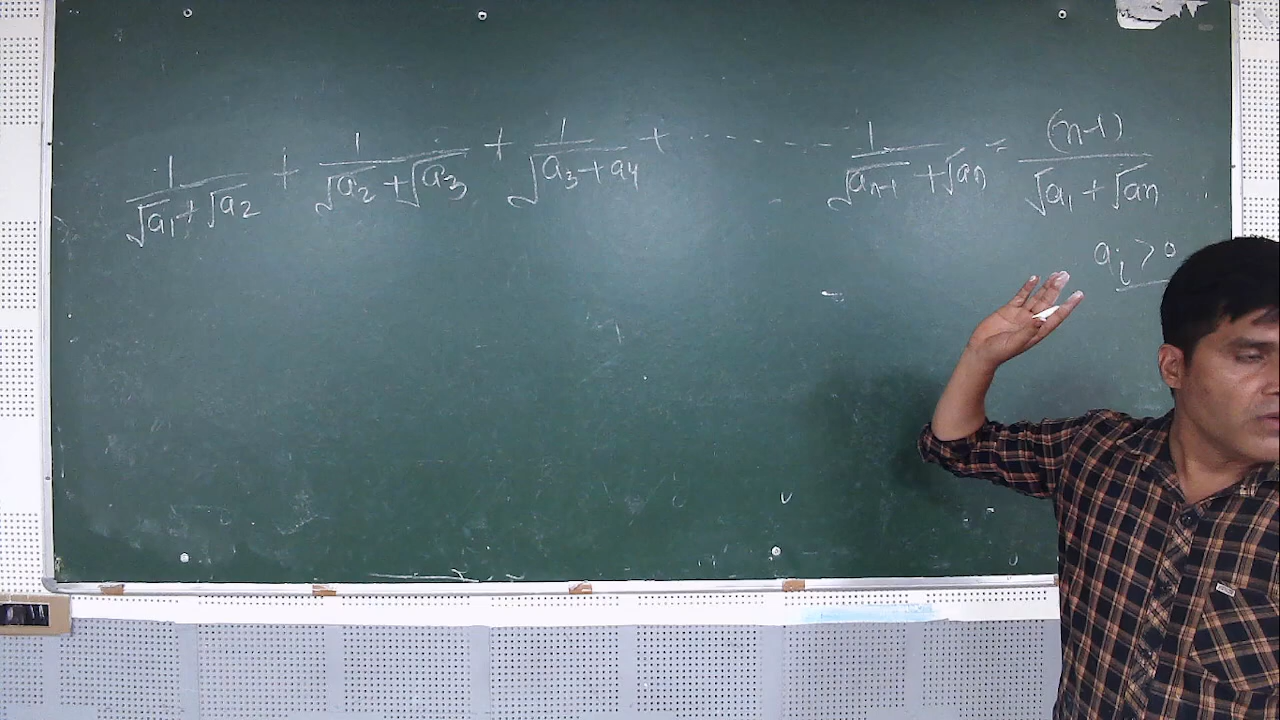 1/(√a₁+√a₂) + 1/(√a₂+√a₃) + 1/√(a₃+a₄) + ------- 1/(√aₙ₋₁+√aₙ) = (n-1)/(√a₁+√aₙ)
aᵢ>0